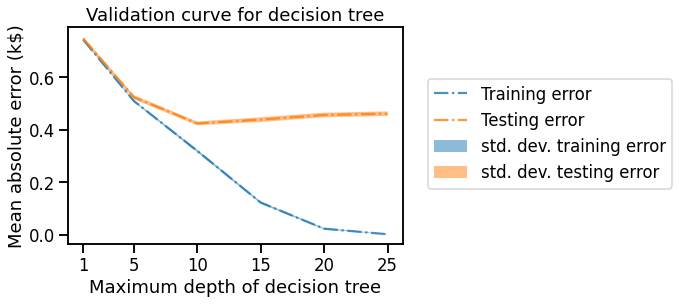 Validation curve for decision tree
Mean absolute error (k$)
0.6
0.4
0.2
0.0
1 5 10 15 20 25
Maximum depth of decision tree
Training error
Testing error
std. dev. training error
std. dev. testing error